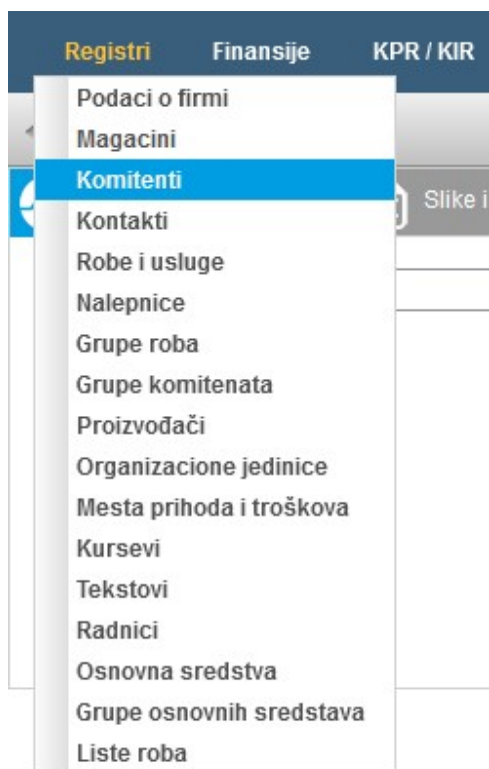 Registri Finansije KPR / KIR
Podaci o firmi
Magacini
Komitenti
Slike i
Kontakti
Robe i usluge
Nalepnice
Grupe roba
Grupe komitenata
Proizvođači
Organizacione jedinice
Mesta prihoda i troškova
Kursevi
Tekstovi
Radnici
Osnovna sredstva
Grupe osnovnih sredstava
Liste roba